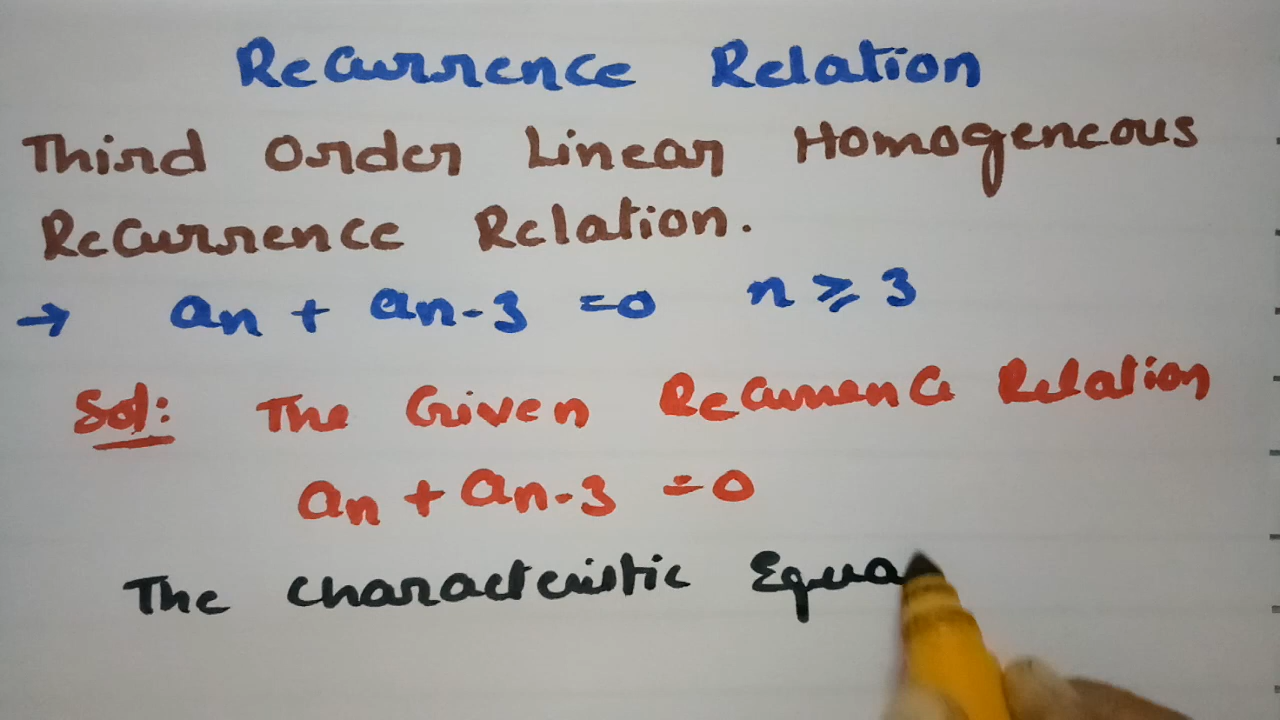 Recurrence Relation
Third Order Linear Homogeneous
Recurrence Relation.
→ an + an-3 =0 n ≥ 3
Sol: The Given Recurrence Relation
an + an-3 =0
The Characteristic Equa